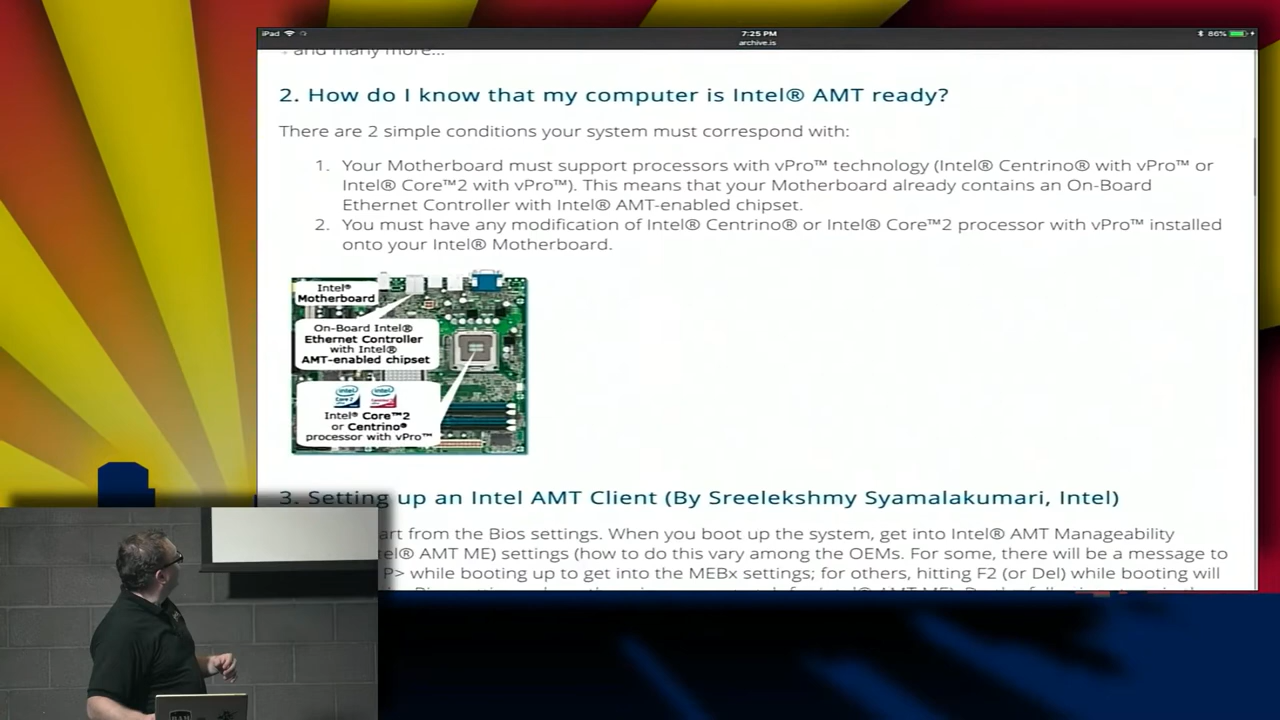 iPad
7:25 PM
86%
archive.is
- and many more...
2. How do I know that my computer is Intel® AMT ready?
There are 2 simple conditions your system must correspond with:
1. Your Motherboard must support processors with vPro™ technology (Intel® Centrino® with vPro™ or
Intel® Core™2 with vPro™). This means that your Motherboard already contains an On-Board
Ethernet Controller with Intel® AMT-enabled chipset.
2. You must have any modification of Intel® Centrino® or Intel® Core™2 processor with vPro™ installed
onto your Intel® Motherboard.
Intel®
Motherboard
On-Board Intel®
Ethernet Controller
with Intel®
AMT-enabled chipset
Intel® Core™2
or Centrino®
processor with vPro™
3. Setting up an Intel AMT Client (By Sreelekshmy Syamalakumari, Intel)
art from the Bios settings. When you boot up the system, get into Intel® AMT Manageability
tel® AMT ME) settings (how to do this vary among the OEMs. For some, there will be a message to
P> while booting up to get into the MEBx settings; for others, hitting F2 (or Del) while booting will